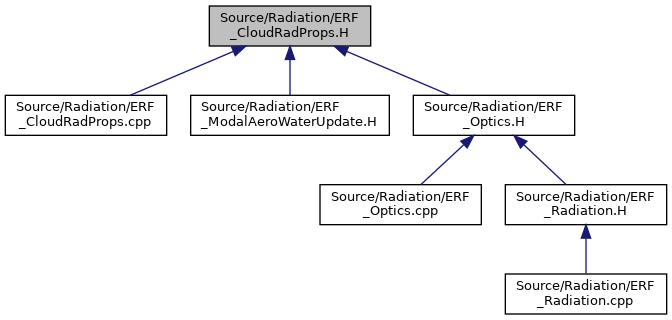 Source/Radiation/ERF
_CloudRadProps.H
Source/Radiation/ERF
_CloudRadProps.cpp
Source/Radiation/ERF
_ModalAeroWaterUpdate.H
Source/Radiation/ERF
_Optics.H
Source/Radiation/ERF
_Optics.cpp
Source/Radiation/ERF
_Radiation.H
Source/Radiation/ERF
_Radiation.cpp